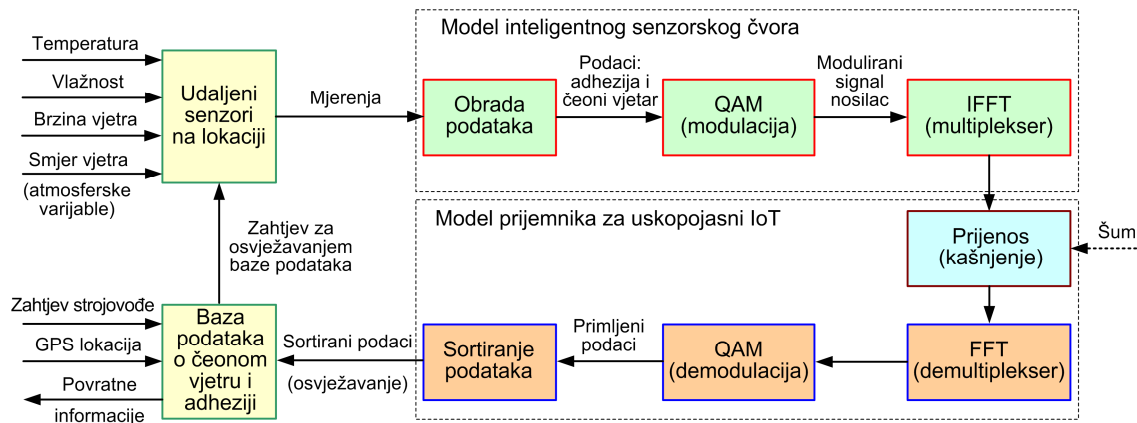 Temperatura
Vlažnost
Brzina vjetra
Smjer vjetra
(atmosferske
varijable)
Udaljeni
senzori
na lokaciji
Mjerenja
Model inteligentnog senzorskog čvora
Obrada
podataka
Podaci:
adhezija i
čeoni vjetar
QAM
(modulacija)
Modulirani
signal
nosilac
IFFT
(multiplekser)
Model prijemnika za uskopojasni IoT
Prijenos
(kašnjenje)
Šum
Zahtjev za
osvježavanjem
baze podataka
Zahtjev strojovođe
GPS lokacija
Povratne
informacije
Baza
podataka
o čeonom
vjetru i
adheziji
Sortirani podaci
(osvježavanje)
Sortiranje
podataka
Primljeni
podaci
QAM
(demodulacija)
FFT
(demultiplekser)